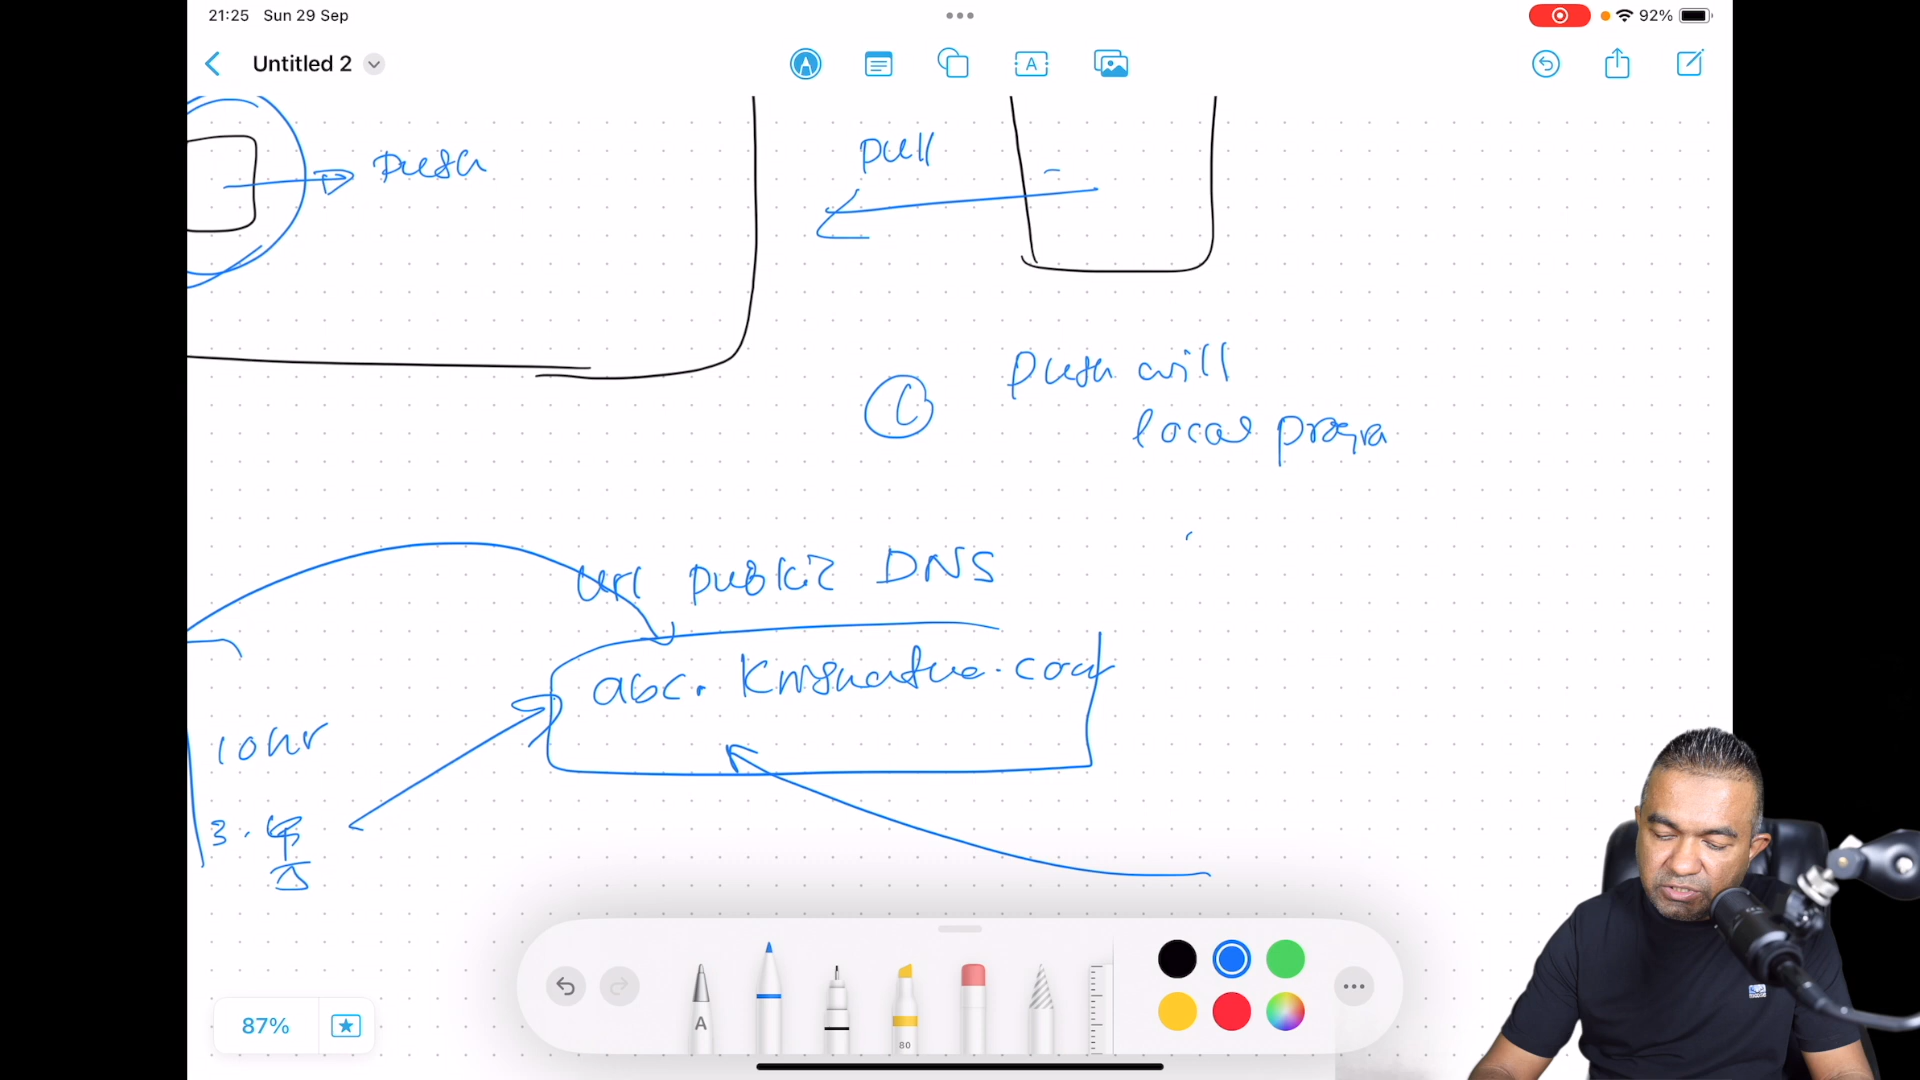 21:25 Sun 29 Sep
92%
Untitled 2
A
push
pull
C
push will
local progra
url public DNS
abc.
10hr
3.
87%
A
80